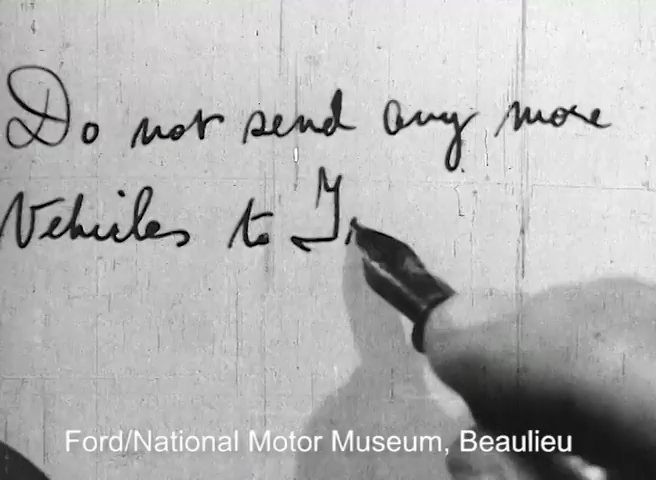 Do not send any more
Vehicles to
Ford/National Motor Museum, Beaulieu